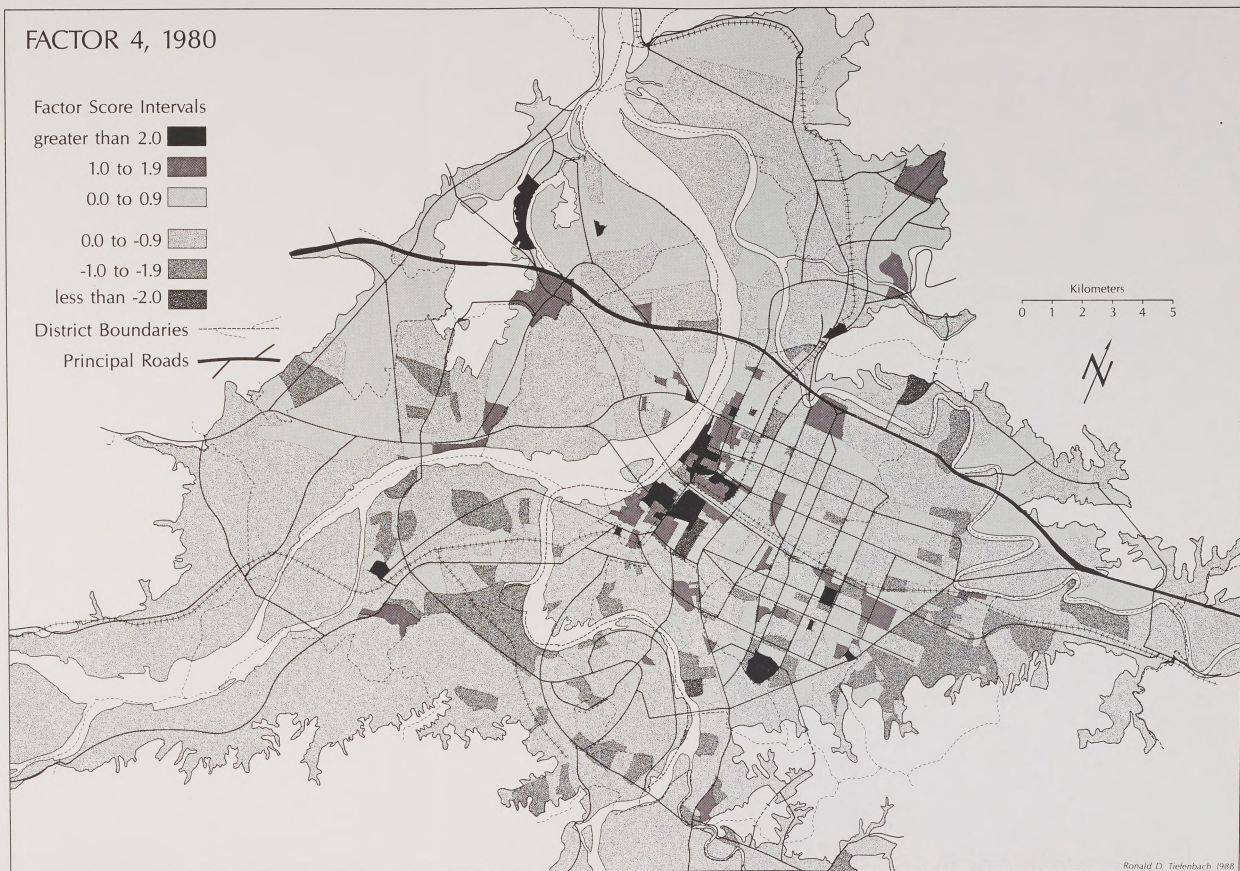 FACTOR 4, 1980
Factor Score Intervals
greater than 2.0
1.0 to 1.9
0.0 to 0.9
0.0 to -0.9
-1.0 to -1.9
less than -2.0
District Boundaries
Principal Roads
Kilometers
0 1 2 3 4 5
N
Ronald D. Tiefenbach 1988